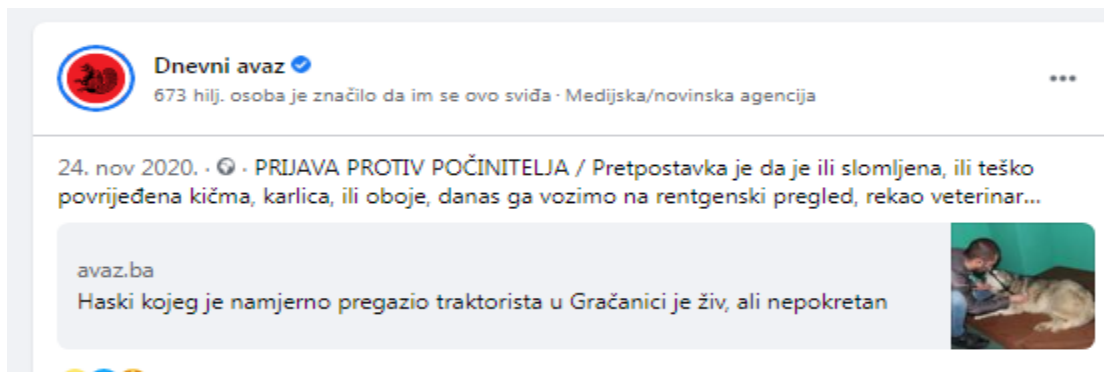 Dnevni avaz
673 hilj. osoba je značilo da im se ovo sviđa · Medijska/novinska agencija
24. nov 2020. · · PRIJAVA PROTIV POČINITELJA / Pretpostavka je da je ili slomljena, ili teško
povrijeđena kičma, karlica, ili oboje, danas ga vozimo na rentgenski pregled, rekao veterinar...
avaz.ba
Haski kojeg je namjerno pregazio traktorista u Gračanici je živ, ali nepokretan